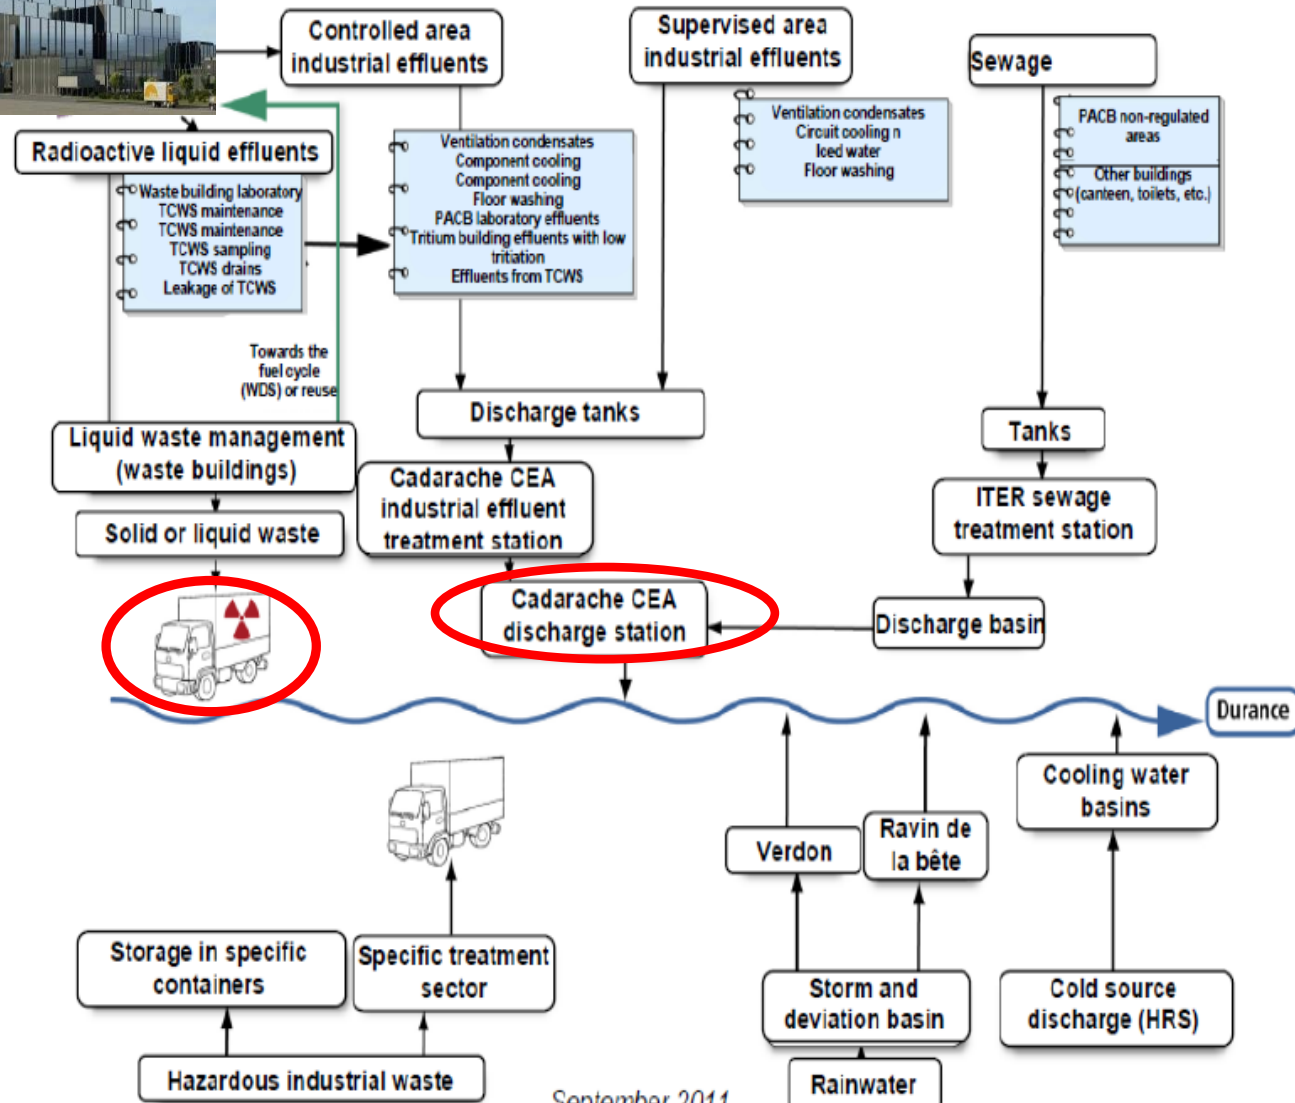 Controlled area
industrial effluents
Supervised area
industrial effluents
Sewage
Radioactive liquid effluents
Waste building laboratory
TCWS maintenance
TCWS maintenance
TCWS sampling
TCWS drains
Leakage of TCWS
Ventilation condensates
Component cooling
Component cooling
Floor washing
PACB laboratory effluents
Tritium building effluents with low
tritiation
Effluents from TCWS
Ventilation condensates
Circuit cooling n
Iced water
Floor washing
PACB non-regulated
areas
Other buildings
(canteen, toilets, etc.)
Towards the
fuel cycle
(WDS) or reuse
Liquid waste management
(waste buildings)
Discharge tanks
Tanks
Cadarache CEA
industrial effluent
treatment station
ITER sewage
treatment station
Solid or liquid waste
Cadarache CEA
discharge station
Discharge basin
Durance
Cooling water
basins
Verdon
Ravin de
la bête
Storage in specific
containers
Specific treatment
sector
Storm and
deviation basin
Cold source
discharge (HRS)
Hazardous industrial waste
Rainwater
September 2011